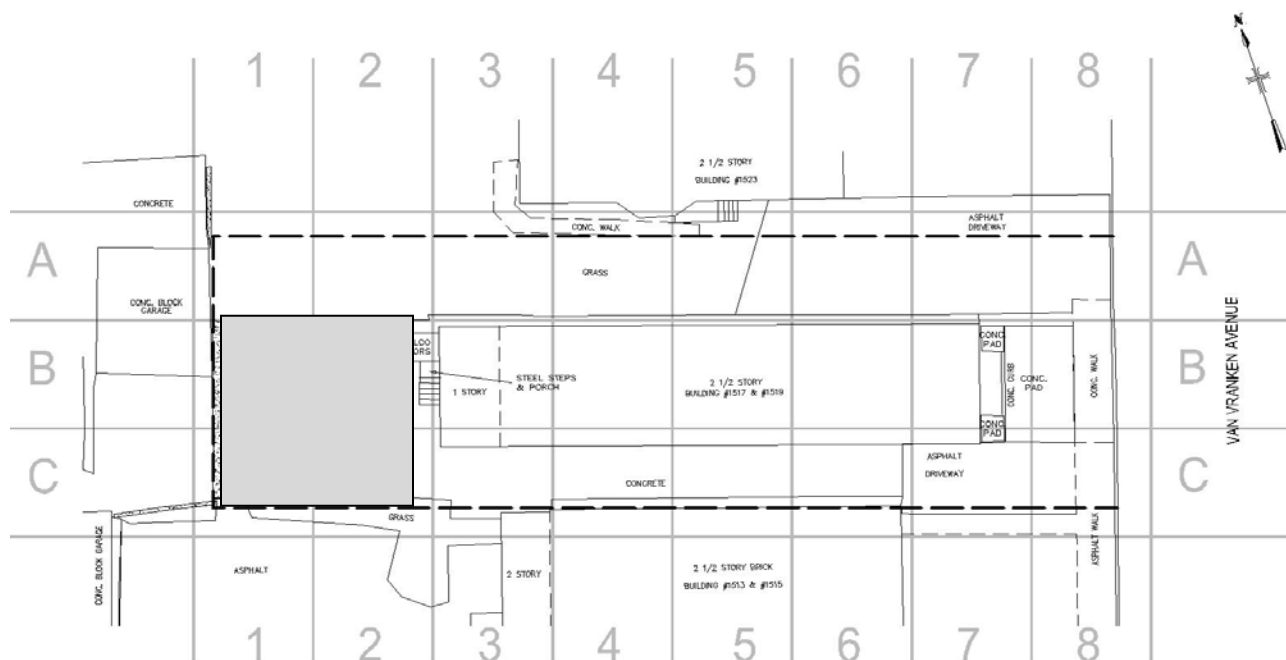 N
1 2 3 4 5 6 7 8
2 1/2 STORY
BUILDING #1523
CONCRETE
CONC. WALK
ASPHALT
DRIVEWAY
A
A
GRASS
CONC. BLOCK
GARAGE
VAN VRANKEN AVENUE
CONC.
PAD
B
B
STEEL STEPS
& PORCH
1 STORY
2 1/2 STORY
BUILDING #1517 & #1519
CONC. CURB
CONC.
PAD
CONC. WALK
CONC.
PAD
C
C
ASPHALT
DRIVEWAY
CONCRETE
GRASS
CONC. BLOCK GARAGE
ASPHALT
2 STORY
2 1/2 STORY BRICK
BUILDING #1513 & #1515
ASPHALT WALK
1 2 3 4 5 6 7 8